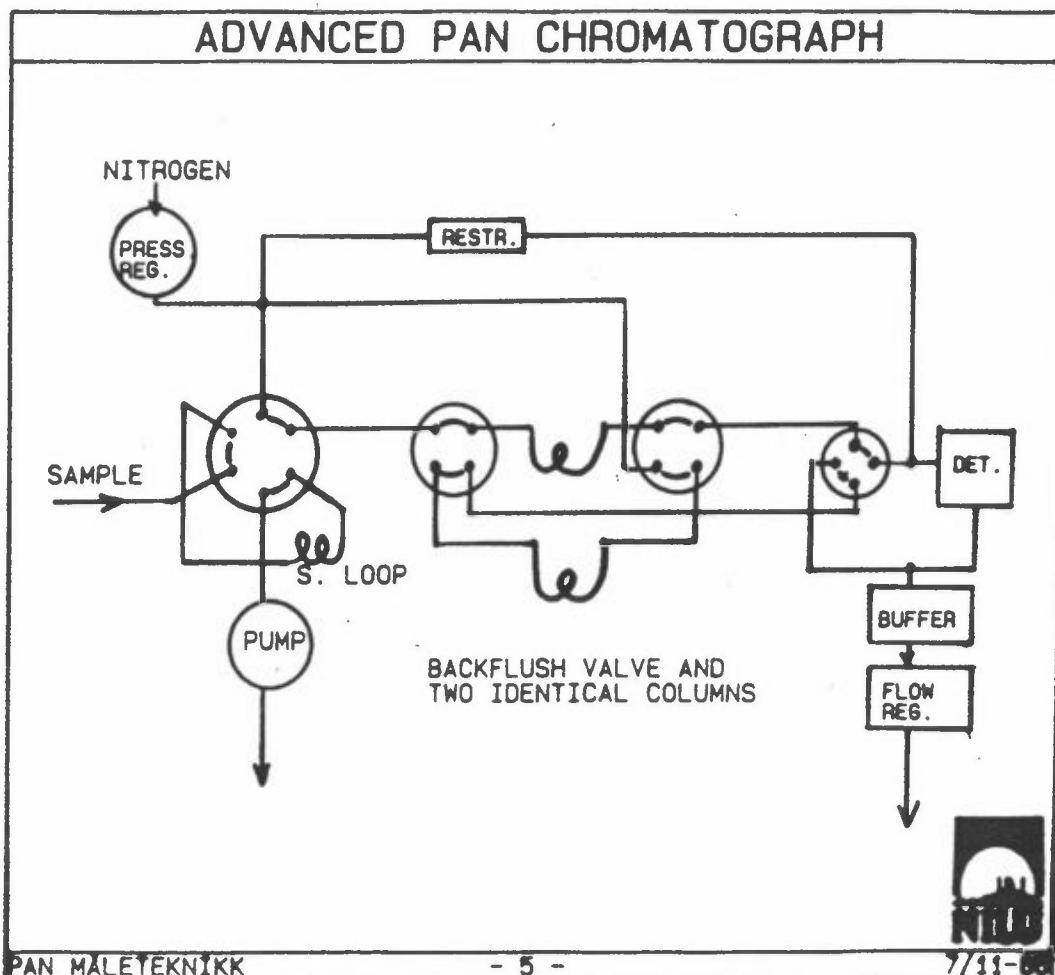 ADVANCED PAN CHROMATOGRAPH
NITROGEN
PRESS
REG.
RESTR.
SAMPLE
S. LOOP
DET.
PUMP
BUFFER
BACKFLUSH VALVE AND
TWO IDENTICAL COLUMNS
FLOW
REG.
NILU
PAN MÅLETEKNIKK
- 5 -